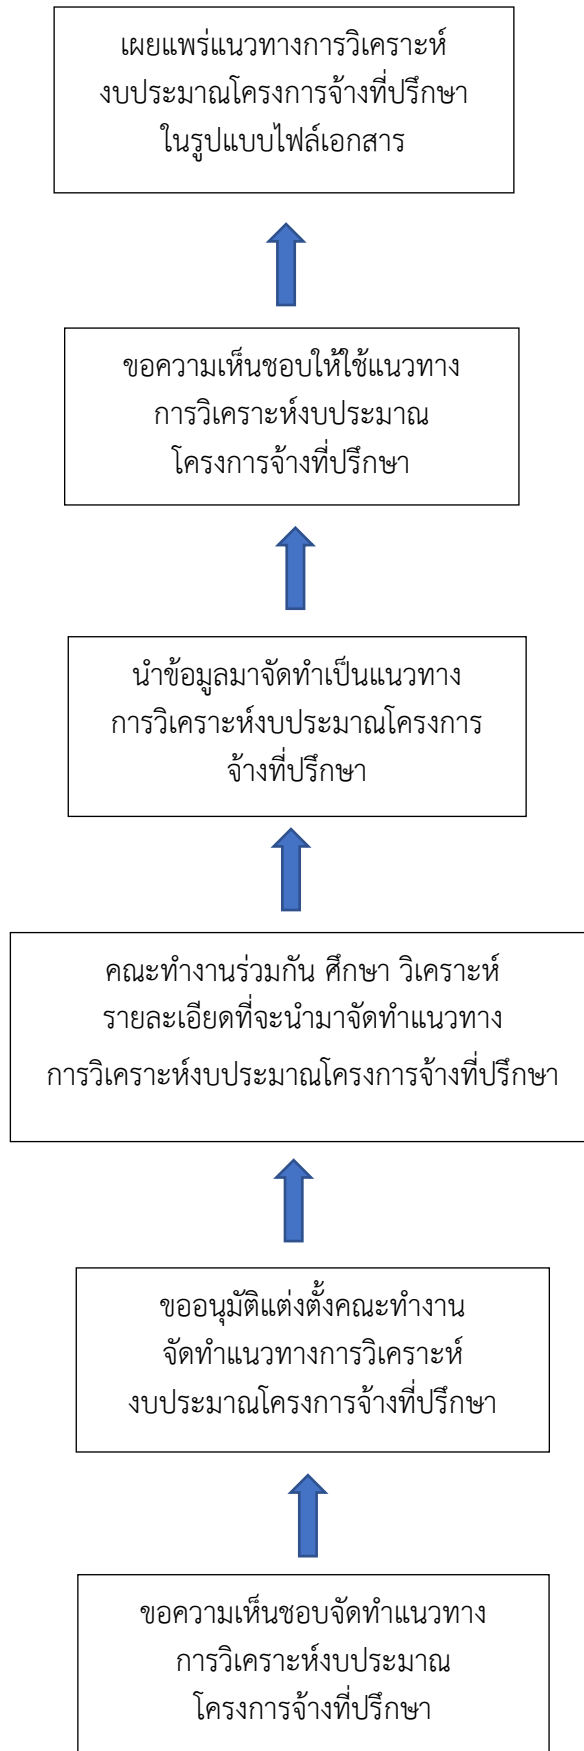 เผยแพร่แนวทางการวิเคราะห์
งบประมาณโครงการจ้างที่ปรึกษา
ในรูปแบบไฟล์เอกสาร
ขอความเห็นชอบให้ใช้แนวทาง
การวิเคราะห์งบประมาณ
โครงการจ้างที่ปรึกษา
นำข้อมูลมาจัดทำเป็นแนวทาง
การวิเคราะห์งบประมาณโครงการ
จ้างที่ปรึกษา
คณะทำงานร่วมกัน ศึกษา วิเคราะห์
รายละเอียดที่จะนำมาจัดทำแนวทาง
การวิเคราะห์งบประมาณโครงการจ้างที่ปรึกษา
ขออนุมัติแต่งตั้งคณะทำงาน
จัดทำแนวทางการวิเคราะห์
งบประมาณโครงการจ้างที่ปรึกษา
ขอความเห็นชอบจัดทำแนวทาง
การวิเคราะห์งบประมาณ
โครงการจ้างที่ปรึกษา